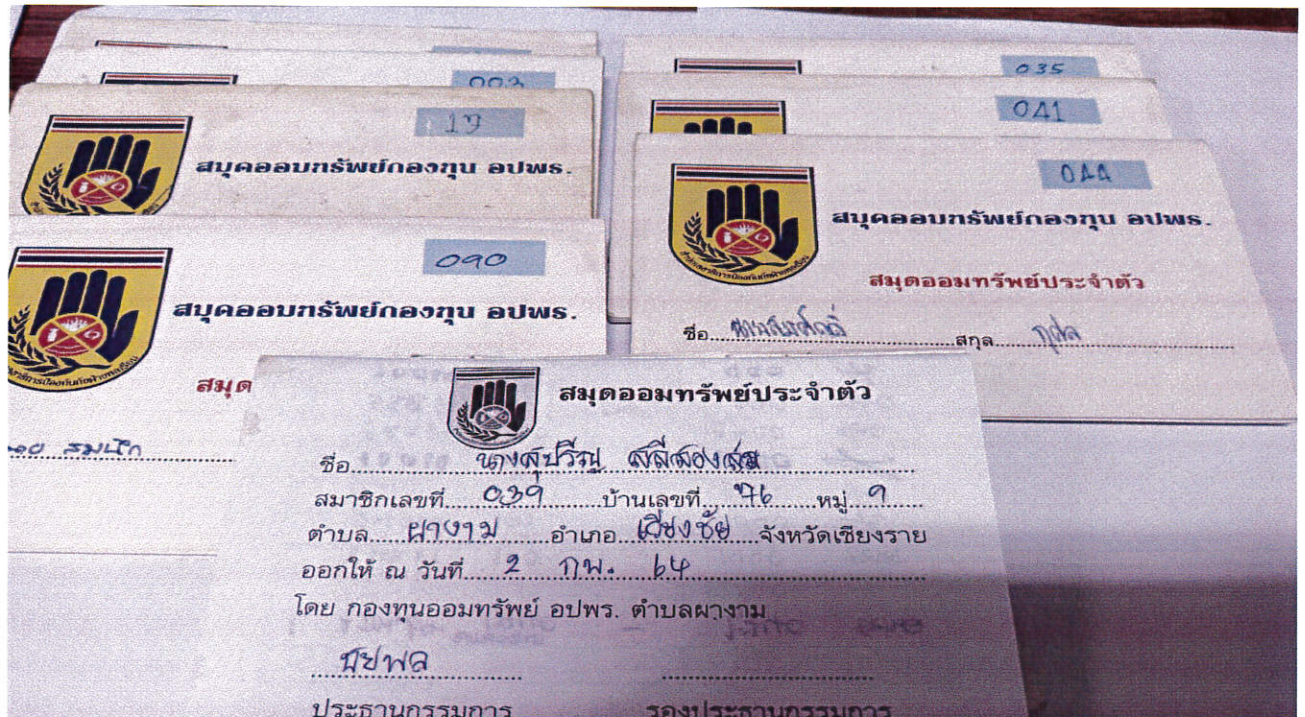 003
19
สมุดออมทรัพย์กองทุน อปพร.
090
สมุดออมทรัพย์กองทุน อปพร.
สมุด
035
041
044
สมุดออมทรัพย์กองทุน อปพร.
สมุดออมทรัพย์ประจำตัว
ชื่อ สกุล
สมุดออมทรัพย์ประจำตัว
ชื่อ
สมาชิกเลขที่ 039 บ้านเลขที่ 76 หมู่ 9
ตำบล ผางาม อำเภอ เวียงชัย จังหวัดเชียงราย
ออกให้ ณ วันที่ 2 กพ. 64
โดย กองทุนออมทรัพย์ อปพร. ตำบลผางาม
ประธานกรรมการ รองประธานกรรมการ